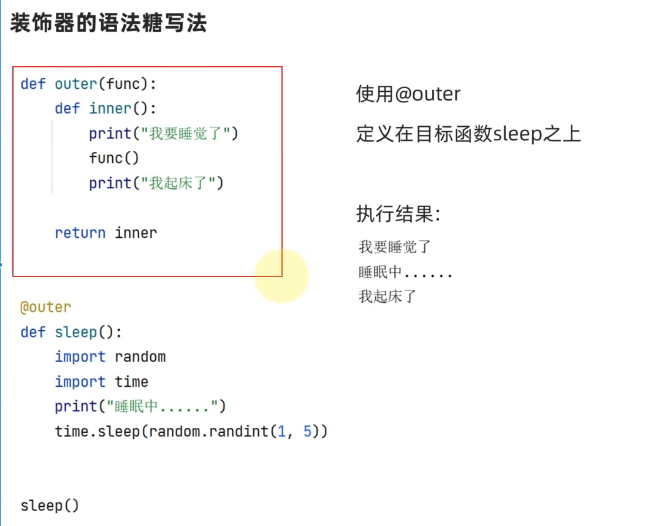 装饰器的语法糖写法
def outer(func):
    def inner():
        print("我要睡觉了")
        func()
        print("我起床了")
    return inner
@outer
def sleep():
    import random
    import time
    print("睡眠中......")
    time.sleep(random.randint(1, 5))
sleep()
使用@outer
定义在目标函数sleep之上
执行结果:
我要睡觉了
睡眠中......
我起床了